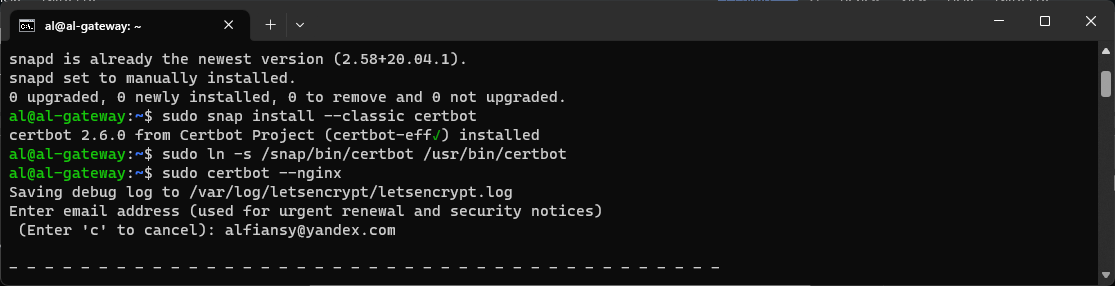 al@al-gateway: ~
snapd is already the newest version (2.58+20.04.1).
snapd set to manually installed.
0 upgraded, 0 newly installed, 0 to remove and 0 not upgraded.
al@al-gateway:~$ sudo snap install --classic certbot
certbot 2.6.0 from Certbot Project (certbot-eff✓) installed
al@al-gateway:~$ sudo ln -s /snap/bin/certbot /usr/bin/certbot
al@al-gateway:~$ sudo certbot --nginx
Saving debug log to /var/log/letsencrypt/letsencrypt.log
Enter email address (used for urgent renewal and security notices)
 (Enter 'c' to cancel): alfiansy@yandex.com
- - - - - - - - - - - - - - - - - - - - - - - - - - - - - - - - - - - - - - - -